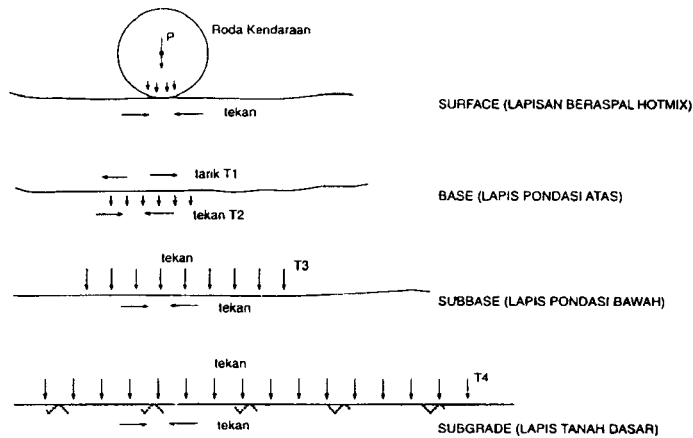 P
Roda Kendaraan
tekan
SURFACE (LAPISAN BERASPAL HOTMIX)
tarik T1
BASE (LAPIS PONDASI ATAS)
tekan T2
tekan
T3
SUBBASE (LAPIS PONDASI BAWAH)
tekan
tekan
T4
SUBGRADE (LAPIS TANAH DASAR)
tekan